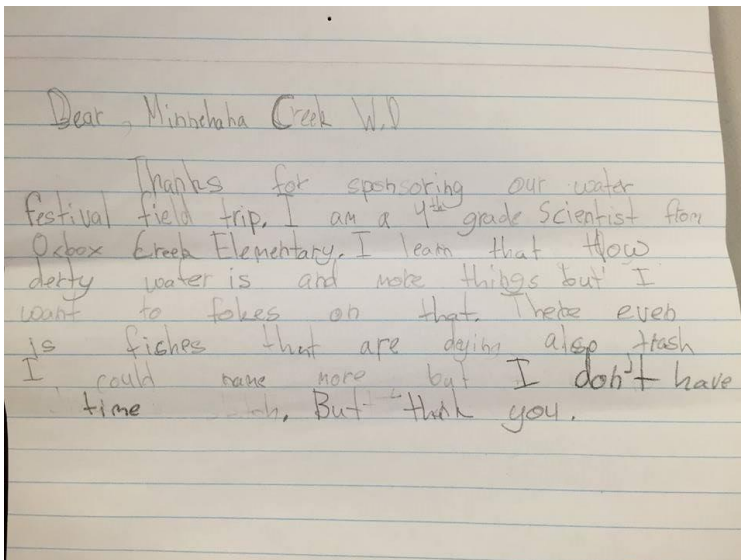 Dear, Minnehaha Creek W.D
Thanks for sponsoring our water
festival field trip. I am a 4th grade Scientist from
Oxbox Creek Elementary. I learn that How
derty water is and more things but I
want to fokes on that. There even
is fishes that are dying also trash
I could name more but I don't have
time. But thank you.